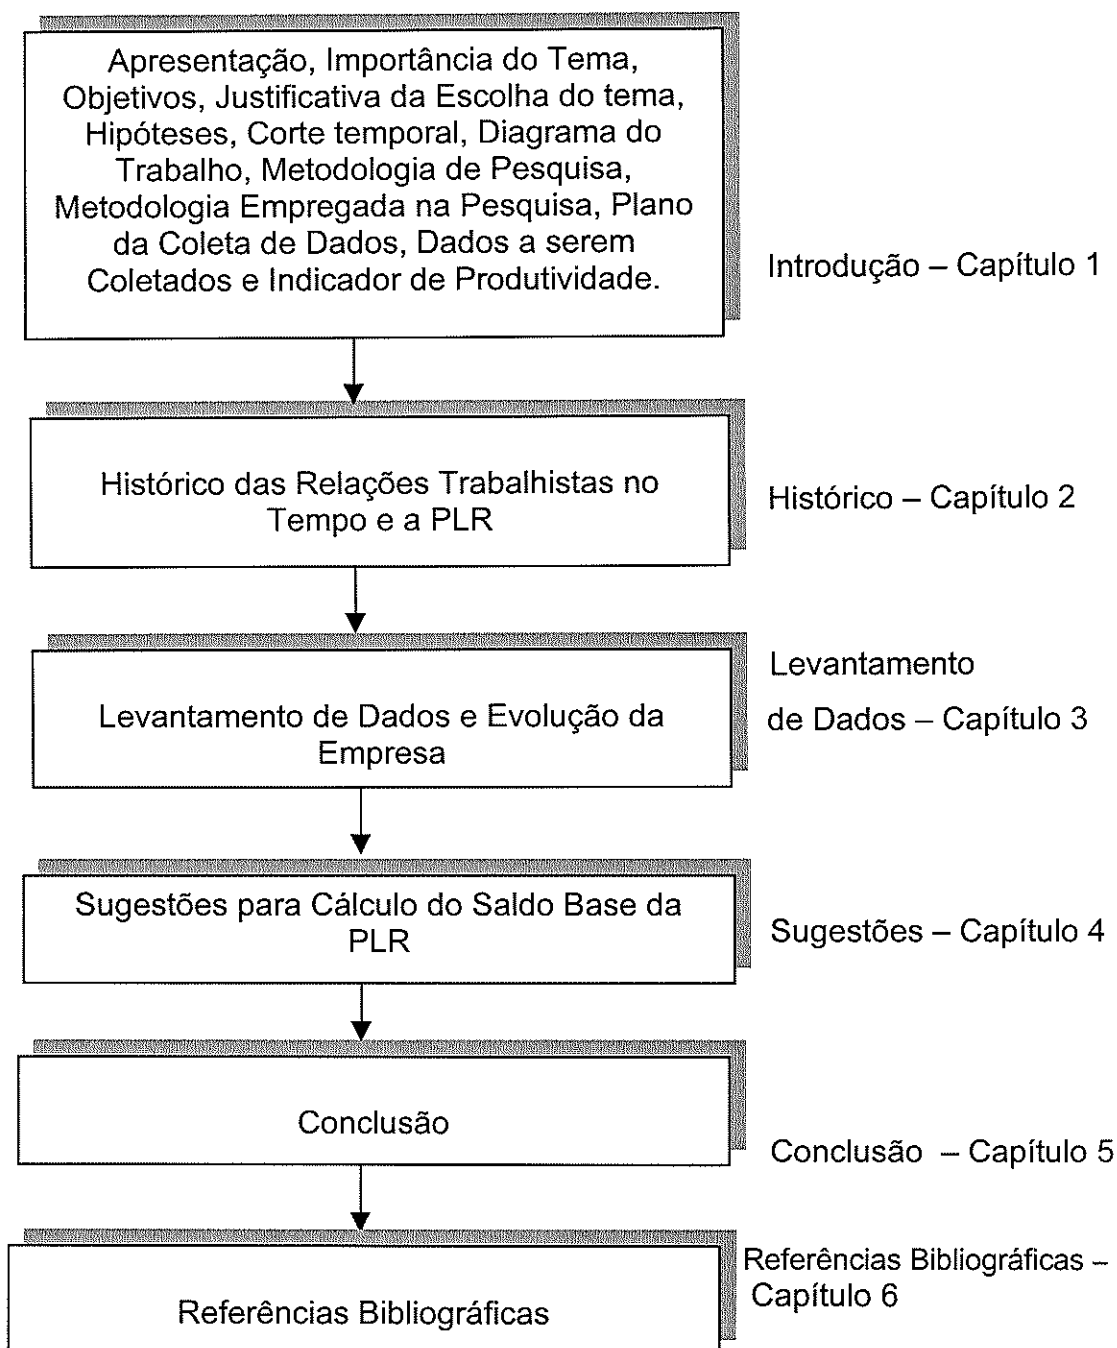 Apresentação, Importância do Tema,
Objetivos, Justificativa da Escolha do tema,
Hipóteses, Corte temporal, Diagrama do
Trabalho, Metodologia de Pesquisa,
Metodologia Empregada na Pesquisa, Plano
da Coleta de Dados, Dados a serem
Coletados e Indicador de Produtividade.
Introdução – Capítulo 1
Histórico das Relações Trabalhistas no
Tempo e a PLR
Histórico – Capítulo 2
Levantamento de Dados e Evolução da
Empresa
Levantamento
de Dados – Capítulo 3
Sugestões para Cálculo do Saldo Base da
PLR
Sugestões – Capítulo 4
Conclusão
Conclusão – Capítulo 5
Referências Bibliográficas
Referências Bibliográficas –
Capítulo 6